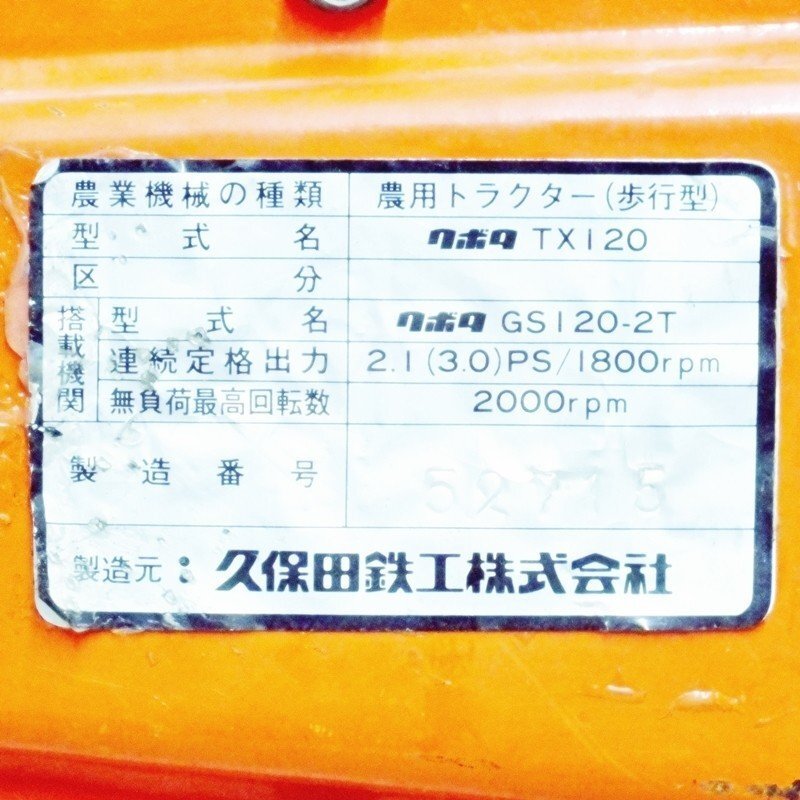 農業機械の種類 農用トラクター(歩行型)
型式名 クボタ TX120
区分
搭載機関 型式名 クボタ GS120-2T
連続定格出力 2.1(3.0)PS/1800rpm
無負荷最高回転数 2000rpm
製造番号
製造元:久保田鉄工株式会社